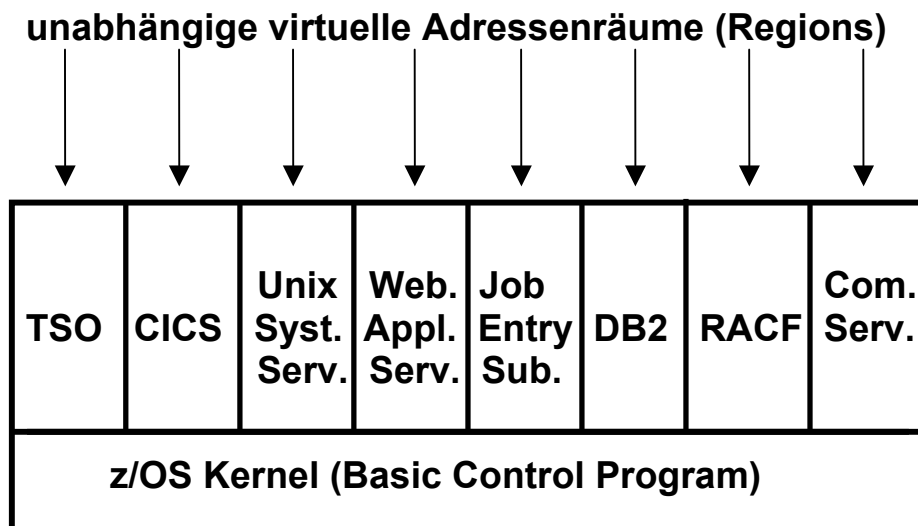 unabhängige virtuelle Adressenräume (Regions)
TSO
CICS
Unix
Syst.
Serv.
Web.
Appl.
Serv.
Job
Entry
Sub.
DB2
RACF
Com.
Serv.
z/OS Kernel (Basic Control Program)